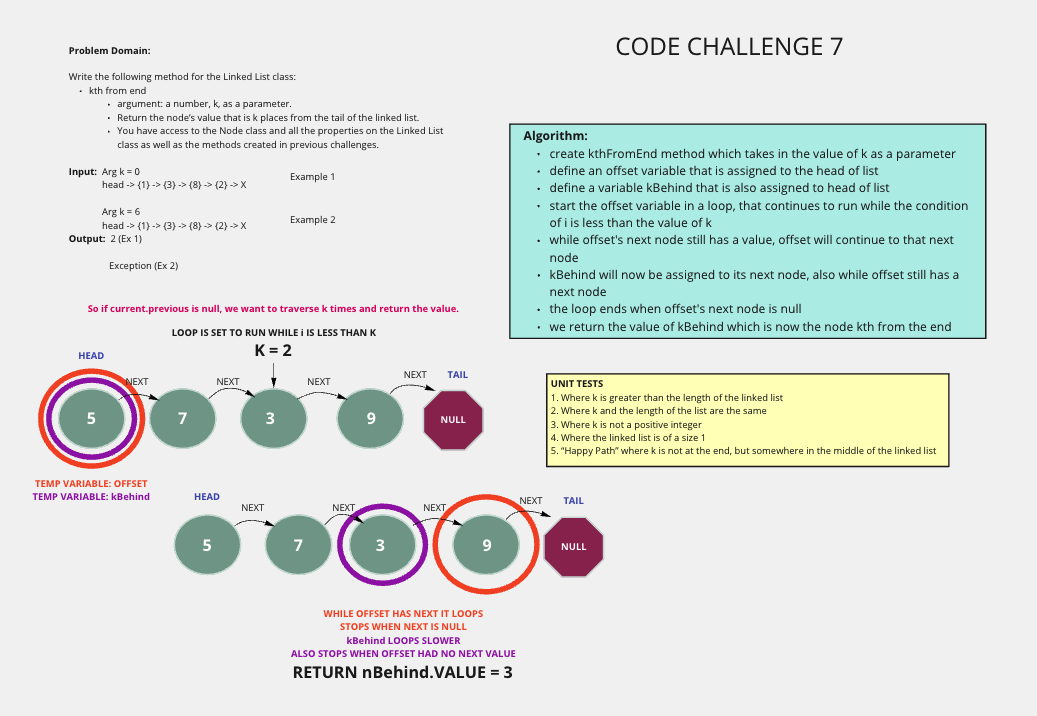 CODE CHALLENGE 7
Problem Domain:
Write the following method for the Linked List class:
• kth from end
• argument: a number, k, as a parameter.
• Return the node's value that is k places from the tail of the linked list.
• You have access to the Node class and all the properties on the Linked List
class as well as the methods created in previous challenges.
Input: Arg k = 0
head -> {1} -> {3} -> {8} -> {2} -> X
Example 1
Arg k = 6
head -> {1} -> {3} -> {8} -> {2} -> X
Example 2
Output: 2 (Ex 1)
Exception (Ex 2)
Algorithm:
• create kthFromEnd method which takes in the value of k as a parameter
• define an offset variable that is assigned to the head of list
• define a variable kBehind that is also assigned to head of list
• start the offset variable in a loop, that continues to run while the condition
of i is less than the value of k
• while offset's next node still has a value, offset will continue to that next
node
• kBehind will now be assigned to its next node, also while offset still has a
next node
• the loop ends when offset's next node is null
• we return the value of kBehind which is now the node kth from the end
So if current.previous is null, we want to traverse k times and return the value.
LOOP IS SET TO RUN WHILE i IS LESS THAN K
K = 2
HEAD
NEXT
NEXT
NEXT
NEXT
TAIL
5
7
3
9
NULL
TEMP VARIABLE: OFFSET
TEMP VARIABLE: kBehind
UNIT TESTS
1. Where k is greater than the length of the linked list
2. Where k and the length of the list are the same
3. Where k is not a positive integer
4. Where the linked list is of a size 1
5. "Happy Path" where k is not at the end, but somewhere in the middle of the linked list
HEAD
NEXT
NEXT
NEXT
NEXT
TAIL
5
7
3
9
NULL
WHILE OFFSET HAS NEXT IT LOOPS
STOPS WHEN NEXT IS NULL
kBehind LOOPS SLOWER
ALSO STOPS WHEN OFFSET HAD NO NEXT VALUE
RETURN nBehind.VALUE = 3